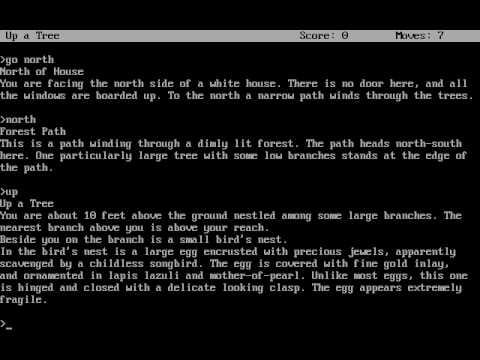 Up a Tree Score: 0 Moves: 7
>go north
North of House
You are facing the north side of a white house. There is no door here, and all
the windows are boarded up. To the north a narrow path winds through the trees.
>north
Forest Path
This is a path winding through a dimly lit forest. The path heads north-south
here. One particularly large tree with some low branches stands at the edge of
the path.
>up
Up a Tree
You are about 10 feet above the ground nestled among some large branches. The
nearest branch above you is above your reach.
Beside you on the branch is a small bird's nest.
In the bird's nest is a large egg encrusted with precious jewels, apparently
scavenged by a childless songbird. The egg is covered with fine gold inlay,
and ornamented in lapis lazuli and mother-of-pearl. Unlike most eggs, this one
is hinged and closed with a delicate looking clasp. The egg appears extremely
fragile.
>_